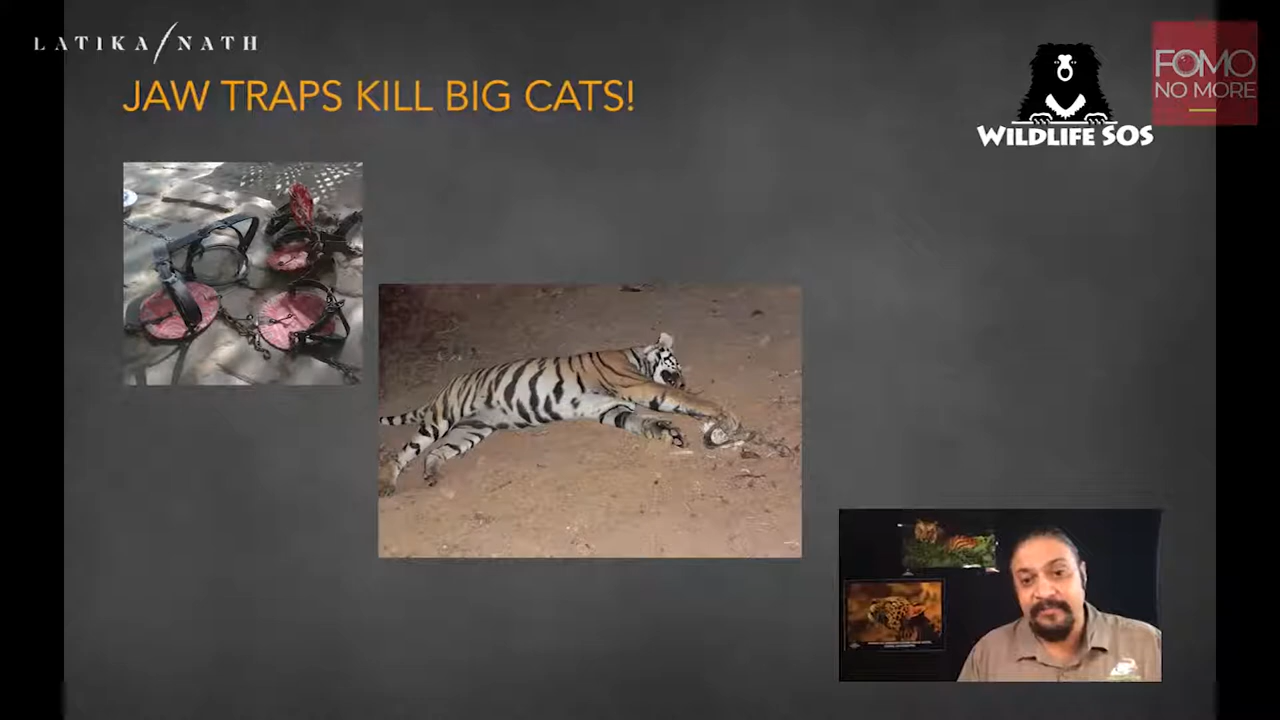 LATIKA/NATH
JAW TRAPS KILL BIG CATS!
WILDLIFE SOS
FOMO
NO MORE